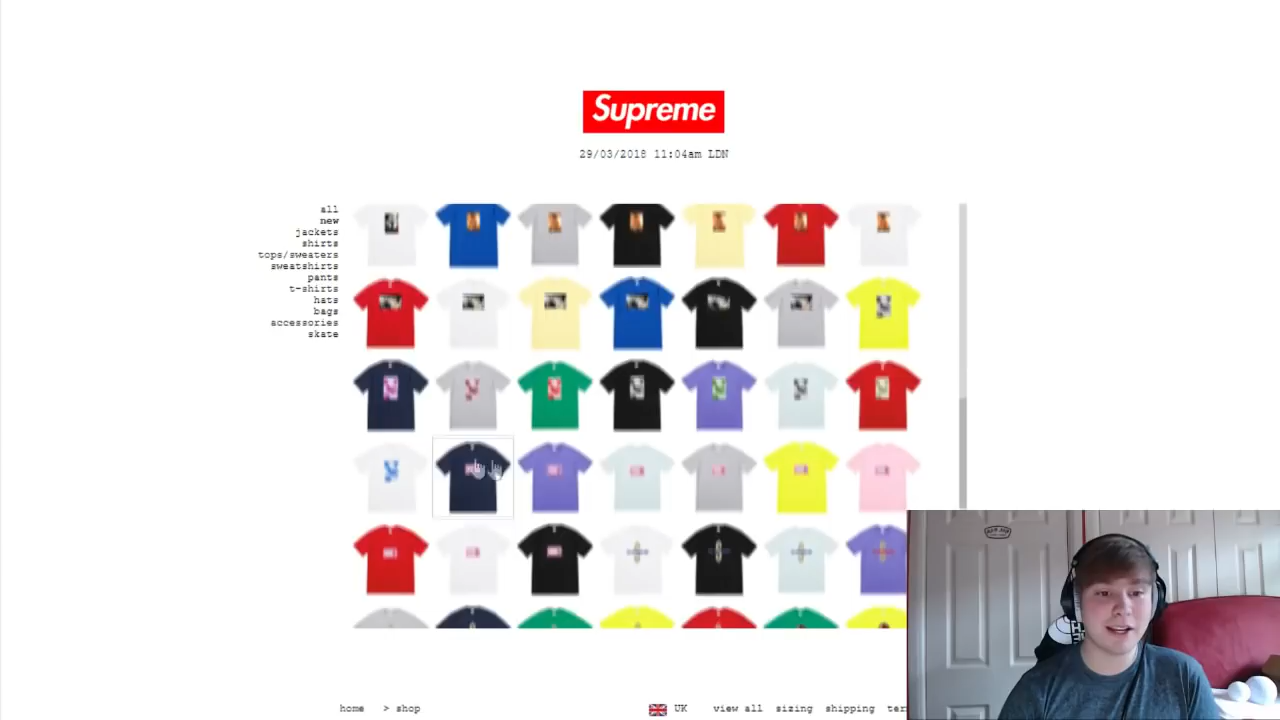 Supreme
29/03/2018 11:04am LDN
all
new
jackets
shirts
tops/sweaters
sweatshirts
pants
t-shirts
hats
bags
accessories
skate
home > shop
UK view all sizing shipping ter